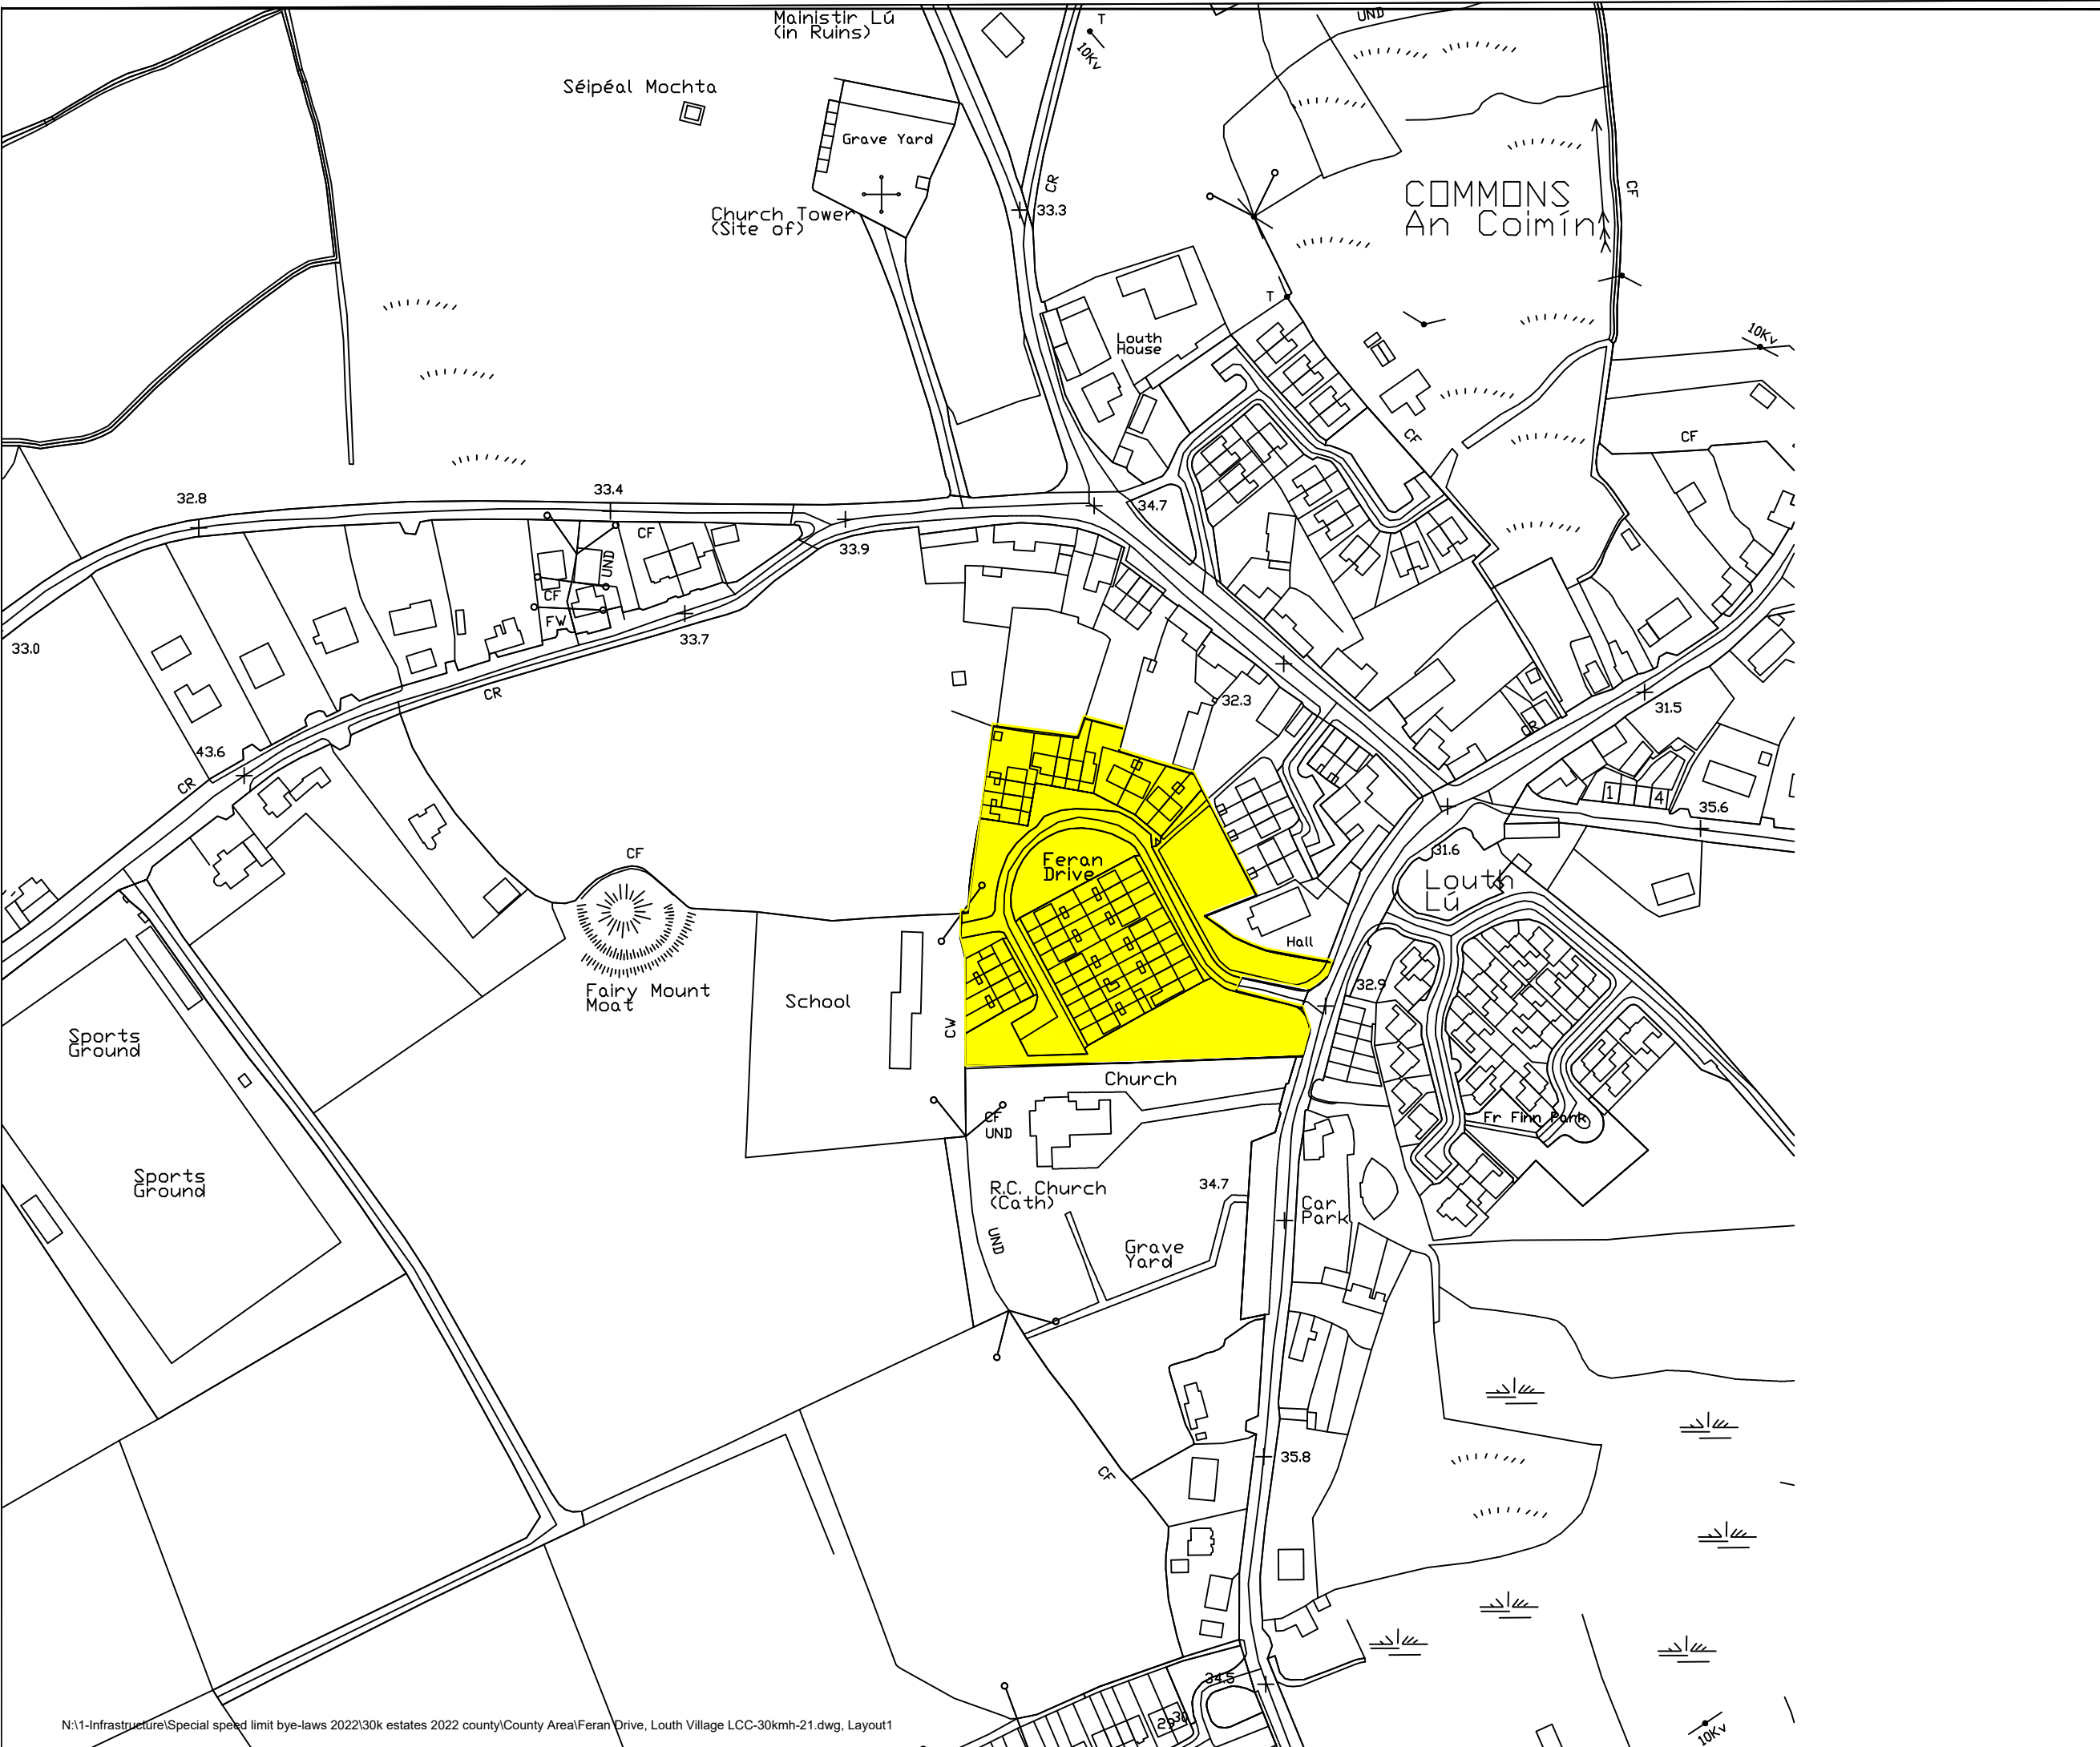 Mainistir Lú
(in Ruins)
T
10Kv
UND
Séipéal Mochta
Grave Yard
Church Tower
(Site of)
CR
33.3
COMMONS
An Coimín
CF
T
Louth
House
10Kv
CF
CF
32.8
33.4
CF
33.9
34.7
UND
CF
FW
33.7
33.0
CR
32.3
31.5
CR
43.6
CR
1
4
35.6
CF
Feran
Drive
31.6
Louth
Lú
Hall
32.9
Fairy Mount
Moat
School
CW
Sports
Ground
Church
CF
UND
Fr Finn Park
Sports
Ground
R.C. Church
(Cath)
34.7
Car
Park
UND
Grave
Yard
CF
35.8
34.5
29
30
10Kv
N:\1-Infrastructure\Special speed limit bye-laws 2022\30k estates 2022 county\County Area\Feran Drive, Louth Village LCC-30kmh-21.dwg, Layout1